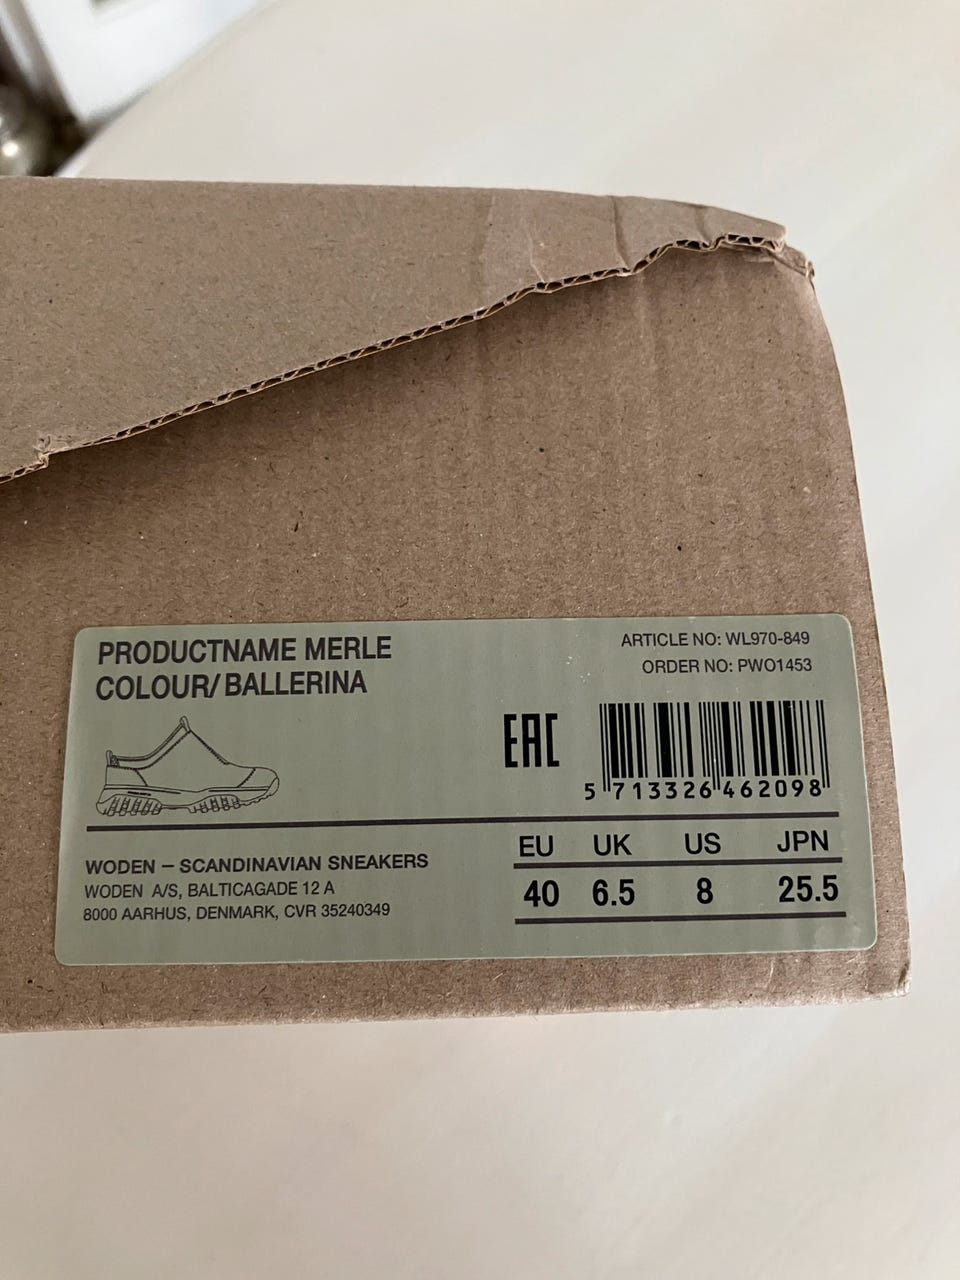 PRODUCTNAME MERLE
COLOUR/BALLERINA
ARTICLE NO: WL970-849
ORDER NO: PWO1453
EAC
5 713326 462098
WODEN – SCANDINAVIAN SNEAKERS
WODEN A/S, BALTICAGADE 12 A
8000 AARHUS, DENMARK, CVR 35240349
EU UK US JPN
40 6.5 8 25.5